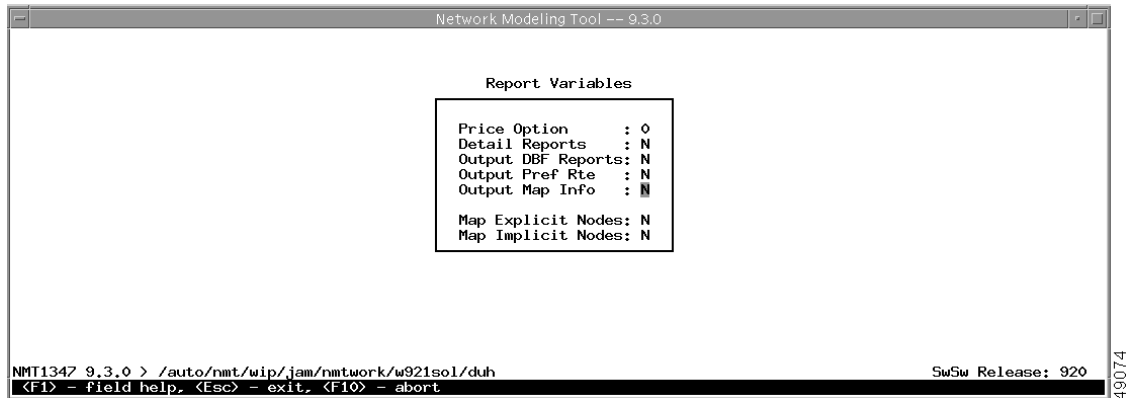 Network Modeling Tool -- 9.3.0
Report Variables
Price Option : 0
Detail Reports : N
Output DBF Reports: N
Output Pref Rte : N
Output Map Info : N
Map Explicit Nodes: N
Map Implicit Nodes: N
NMT1347 9.3.0 > /auto/nmt/wip/jam/nmtwork/w921sol/duh SwSw Release: 920
<F1> - field help, <Esc> - exit, <F10> - abort
49074